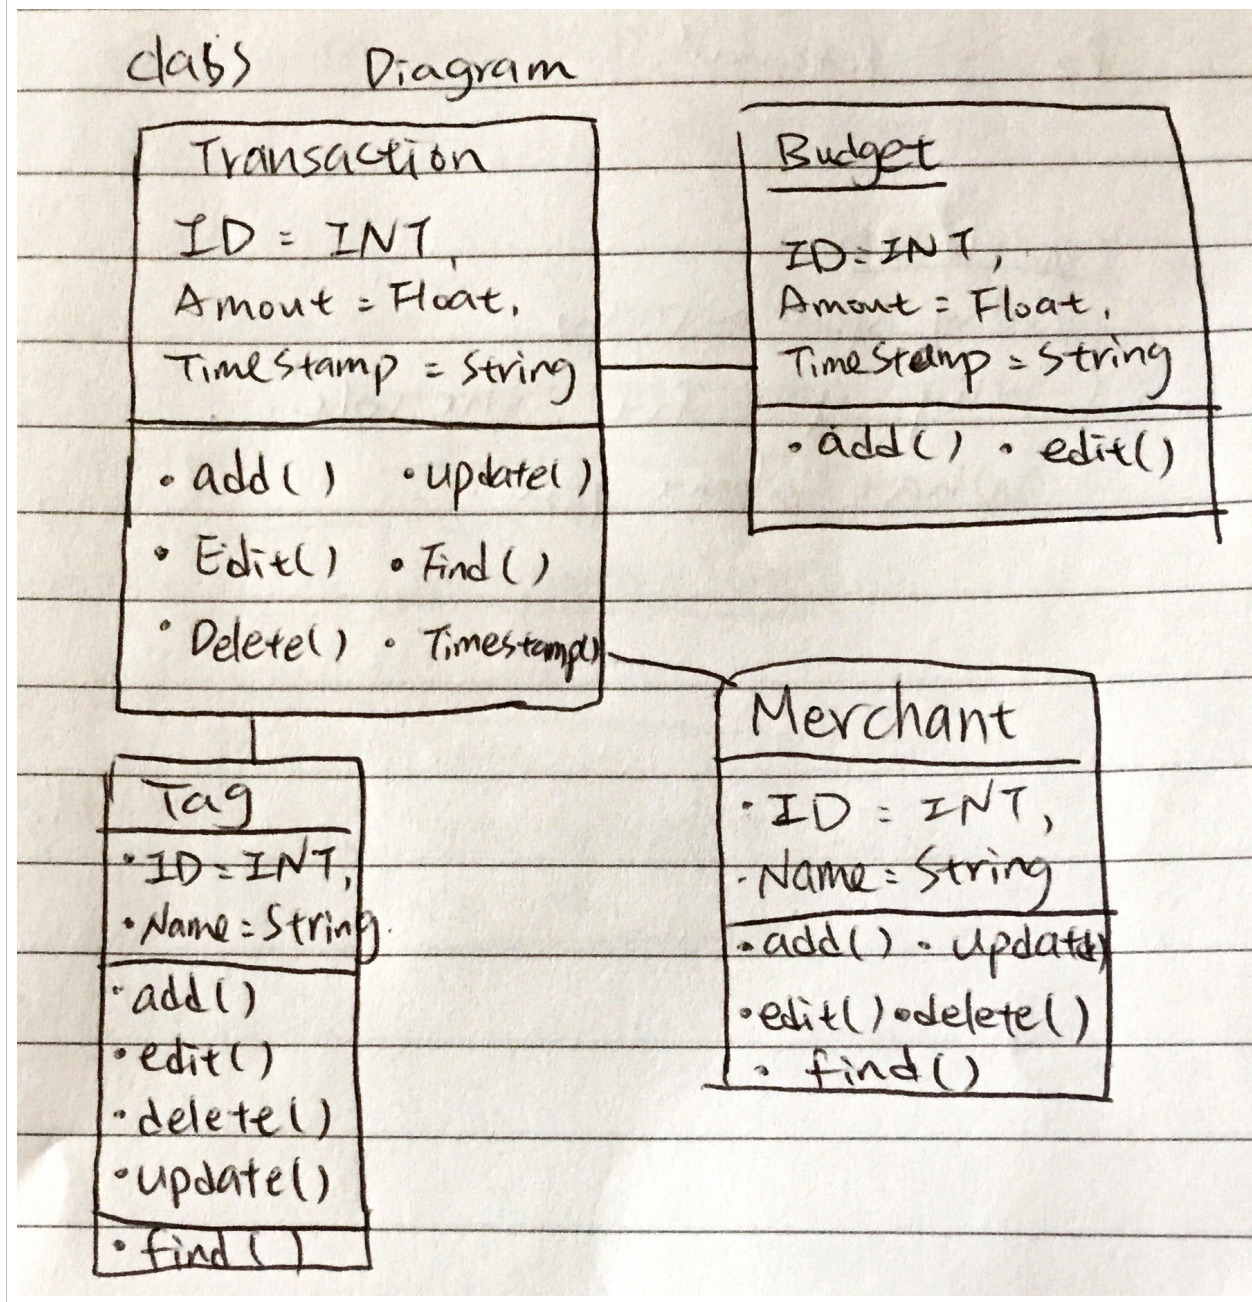 class Diagram
Transaction
ID = INT,
Amout = Float,
TimeStamp = String
• add() • update()
• Edit() • Find()
• Delete() • Timestamp()
Budget
ID = INT,
Amout = Float,
TimeStamp = String
• add() • edit()
Tag
• ID = INT,
• Name = String.
• add()
• edit()
• delete()
• update()
• find()
Merchant
• ID = INT,
• Name = String
• add() • update()
• edit() • delete()
• find()